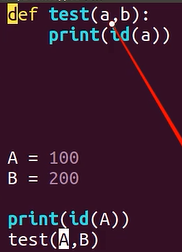 def test(a,b):
    print(id(a))
A = 100
B = 200
print(id(A))
test(A,B)